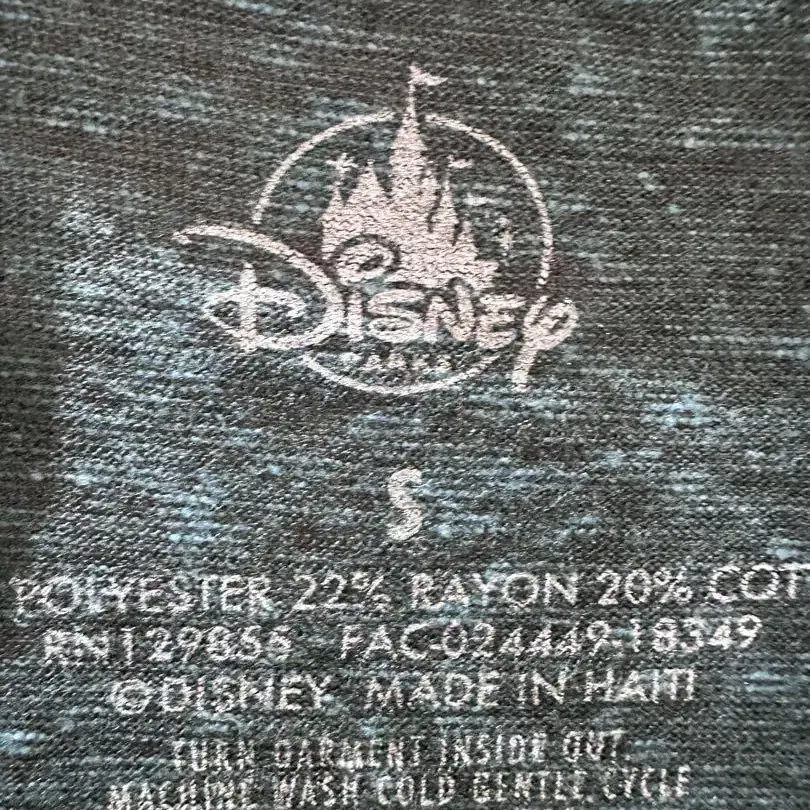 Disney
PARKS
S
POLYESTER 22% RAYON 20% COT
RN129856 FAC-024449-18349
©DISNEY MADE IN HAITI
TURN GARMENT INSIDE OUT.
MACHINE WASH COLD GENTLE CYCLE